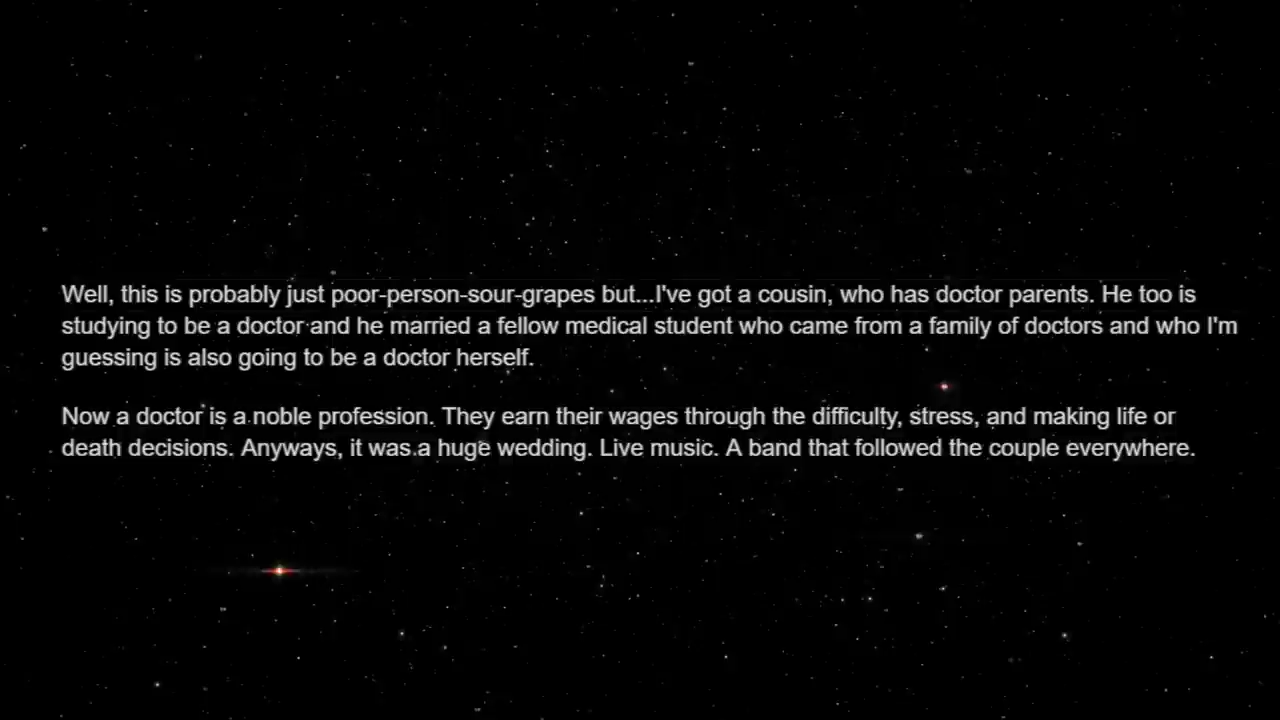 Well, this is probably just poor-person-sour-grapes but...I've got a cousin, who has doctor parents. He too is
studying to be a doctor and he married a fellow medical student who came from a family of doctors and who I'm
guessing is also going to be a doctor herself.
Now a doctor is a noble profession. They earn their wages through the difficulty, stress, and making life or
death decisions. Anyways, it was a huge wedding. Live music. A band that followed the couple everywhere.